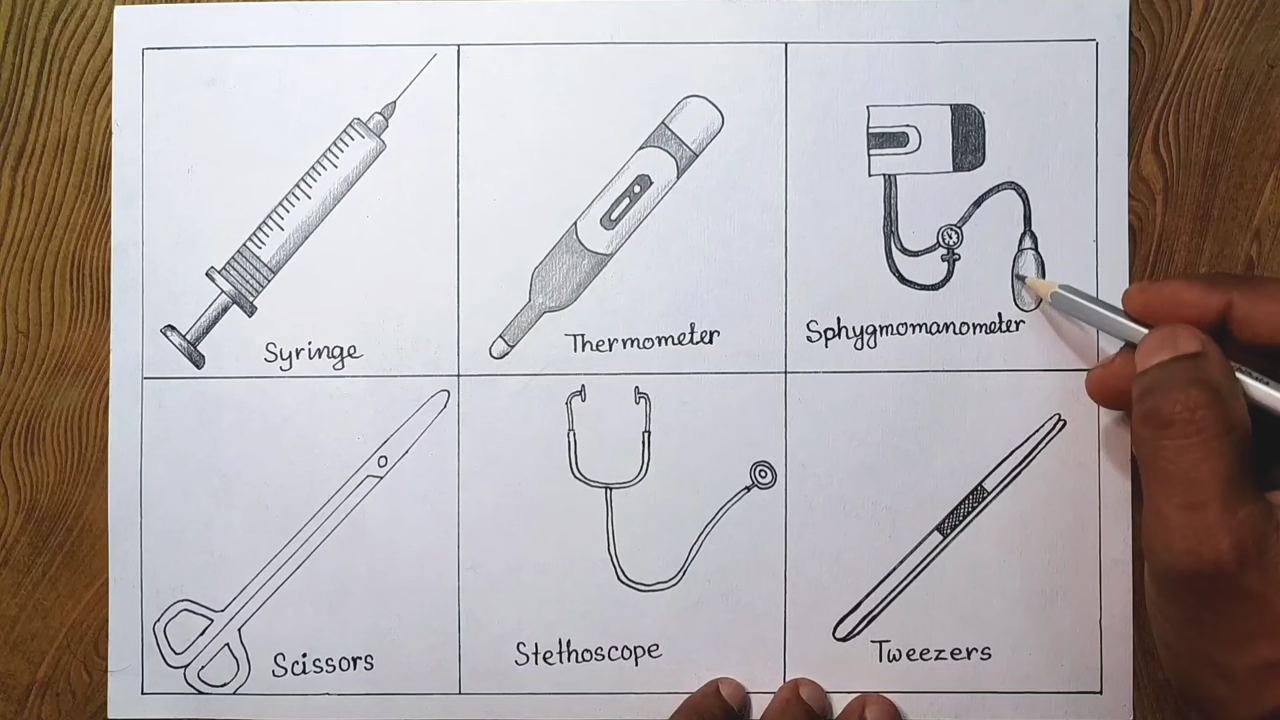 Syringe
Thermometer
Sphygmomanometer
Scissors
Stethoscope
Tweezers